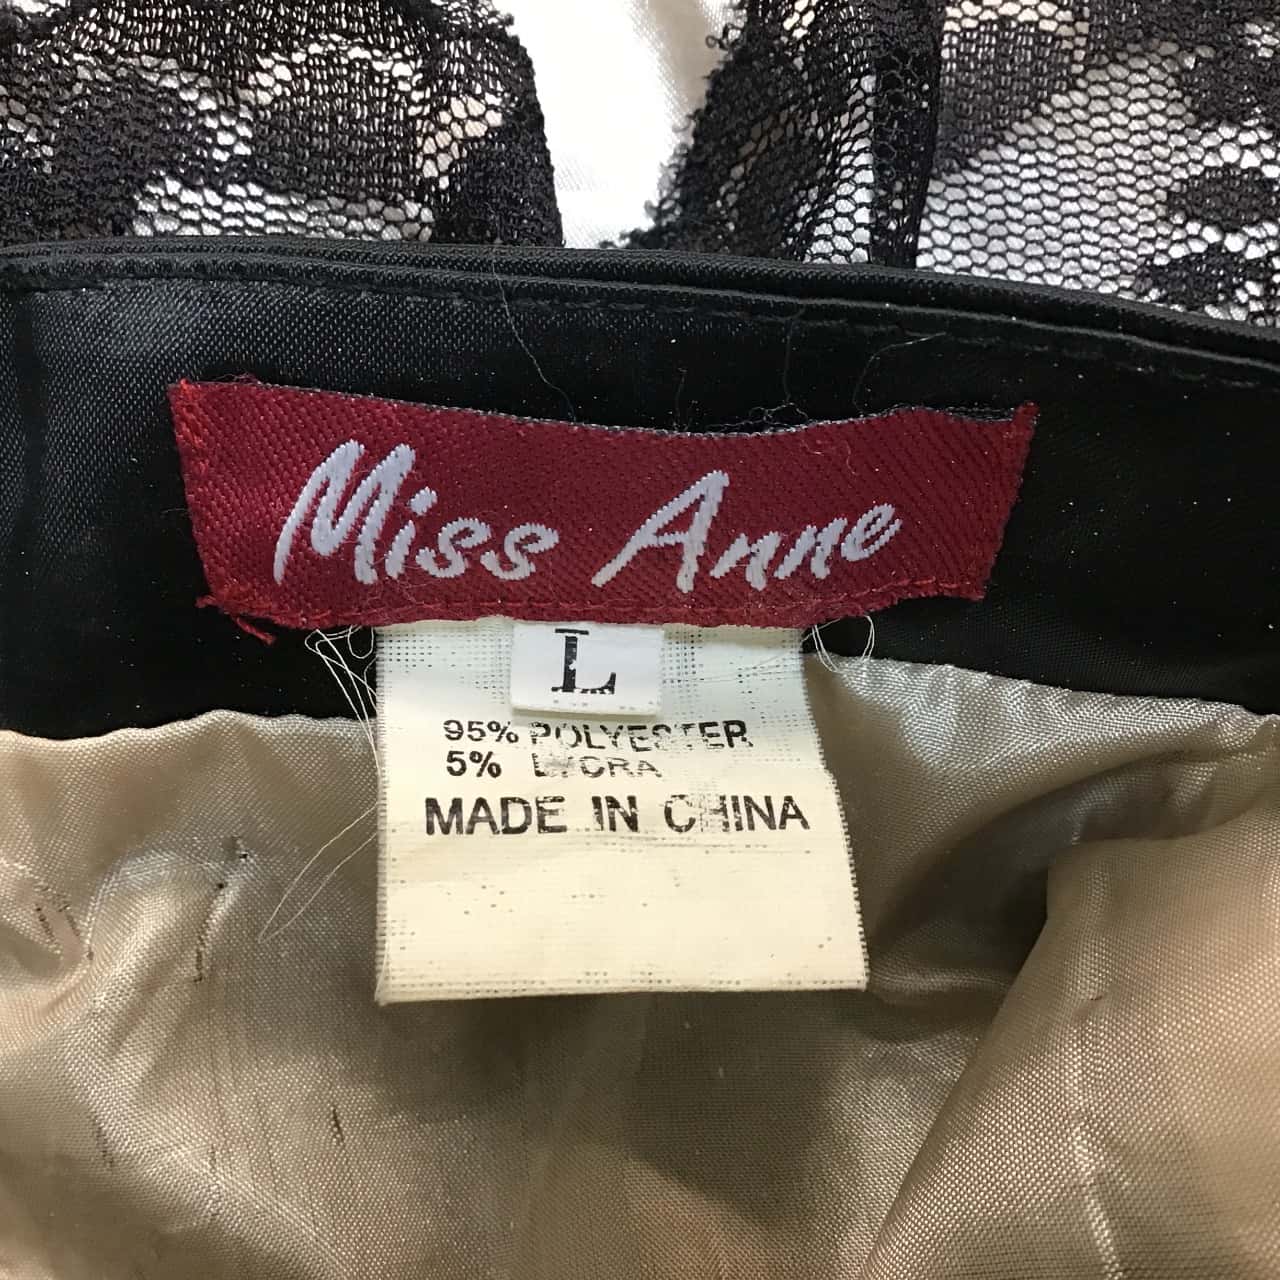 Miss Anne
L
95% POLYESTER
5% LYCRA
MADE IN CHINA